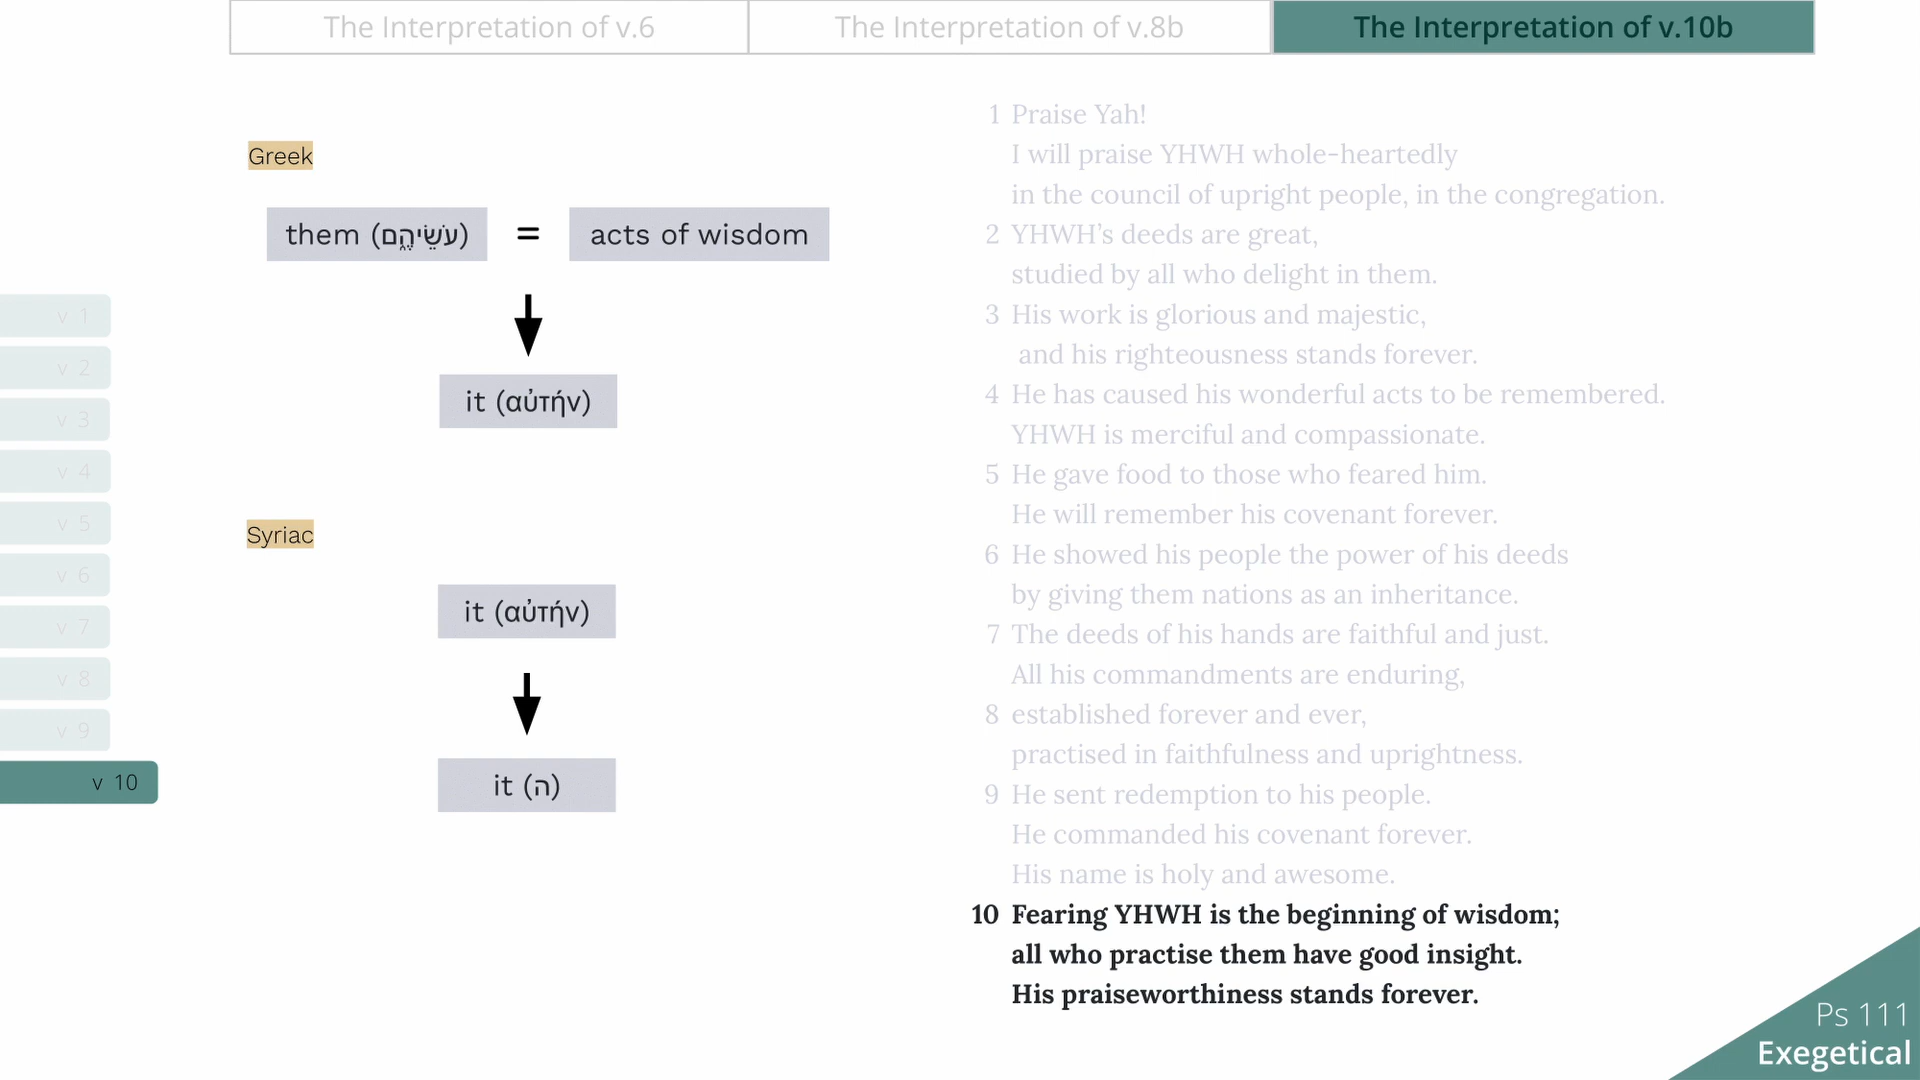 The Interpretation of v.6
The Interpretation of v.8b
The Interpretation of v.10b
Greek
them (עֹשֵׂיהֶ֑ם)
=
acts of wisdom
it (αὐτήν)
Syriac
it (αὐτήν)
it (ה)
v 1
v 2
v 3
v 4
v 5
v 6
v 7
v 8
v 9
v 10
1 Praise Yah!
I will praise YHWH whole-heartedly
in the council of upright people, in the congregation.
2 YHWH’s deeds are great,
studied by all who delight in them.
3 His work is glorious and majestic,
and his righteousness stands forever.
4 He has caused his wonderful acts to be remembered.
YHWH is merciful and compassionate.
5 He gave food to those who feared him.
He will remember his covenant forever.
6 He showed his people the power of his deeds
by giving them nations as an inheritance.
7 The deeds of his hands are faithful and just.
All his commandments are enduring,
8 established forever and ever,
practised in faithfulness and uprightness.
9 He sent redemption to his people.
He commanded his covenant forever.
His name is holy and awesome.
10 Fearing YHWH is the beginning of wisdom;
all who practise them have good insight.
His praiseworthiness stands forever.
Ps 111
Exegetical